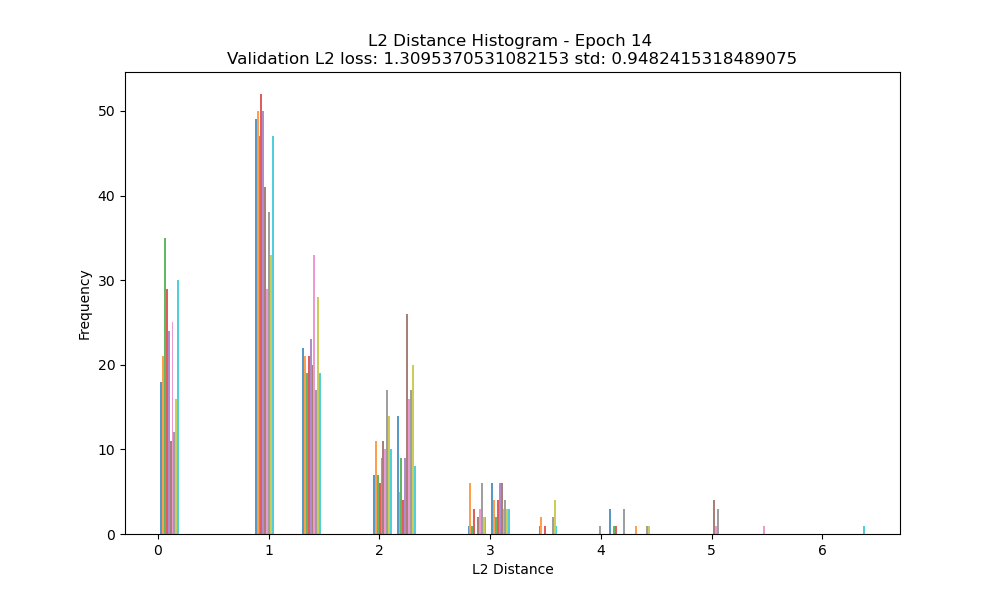 L2 Distance Histogram - Epoch 14
Validation L2 loss: 1.3095370531082153 std: 0.9482415318489075
50
40
30
20
10
0
Frequency
0 1 2 3 4 5 6
L2 Distance